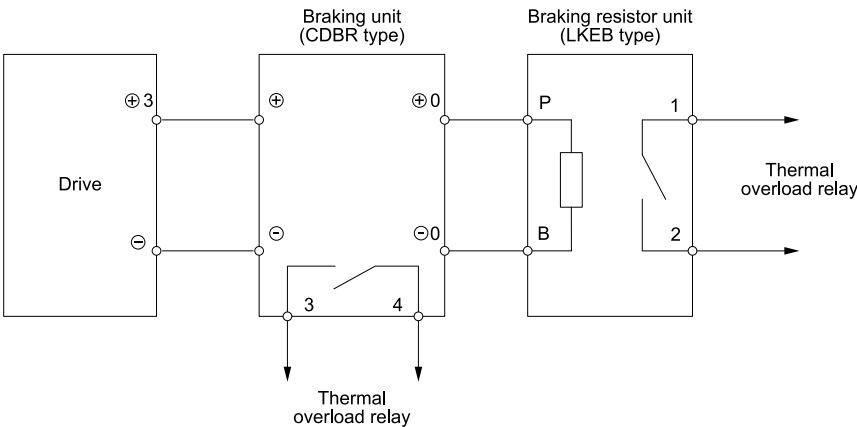 Braking unit
(CDBR type)
Braking resistor unit
(LKEB type)
⊕3
⊕
⊕0
P
1
Drive
Thermal
overload relay
⊖
⊖
⊖0
B
2
3
4
Thermal
overload relay